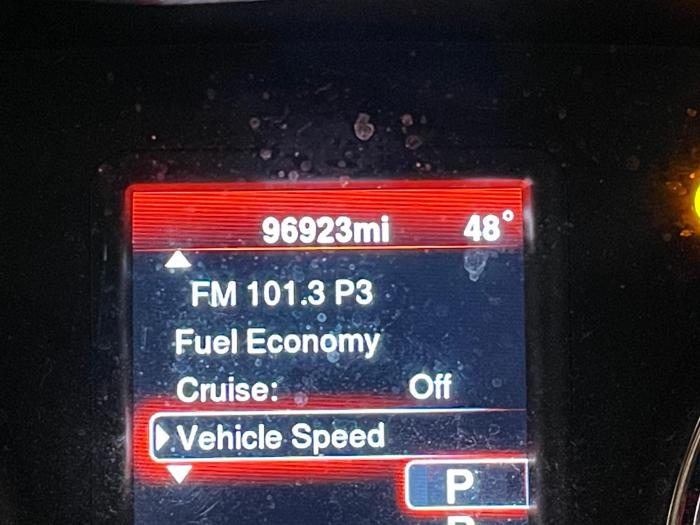 96923mi 48°
FM 101.3 P3
Fuel Economy
Cruise: Off
Vehicle Speed
P